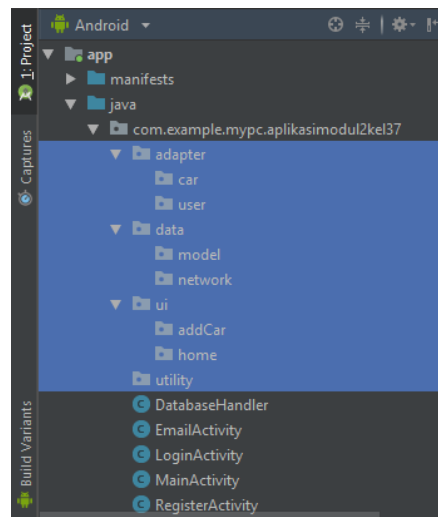 Android
1: Project
app
manifests
java
com.example.mypc.aplikasimodul2kel37
adapter
car
user
Captures
data
model
network
ui
addCar
home
utility
DatabaseHandler
EmailActivity
LoginActivity
MainActivity
RegisterActivity
Build Variants